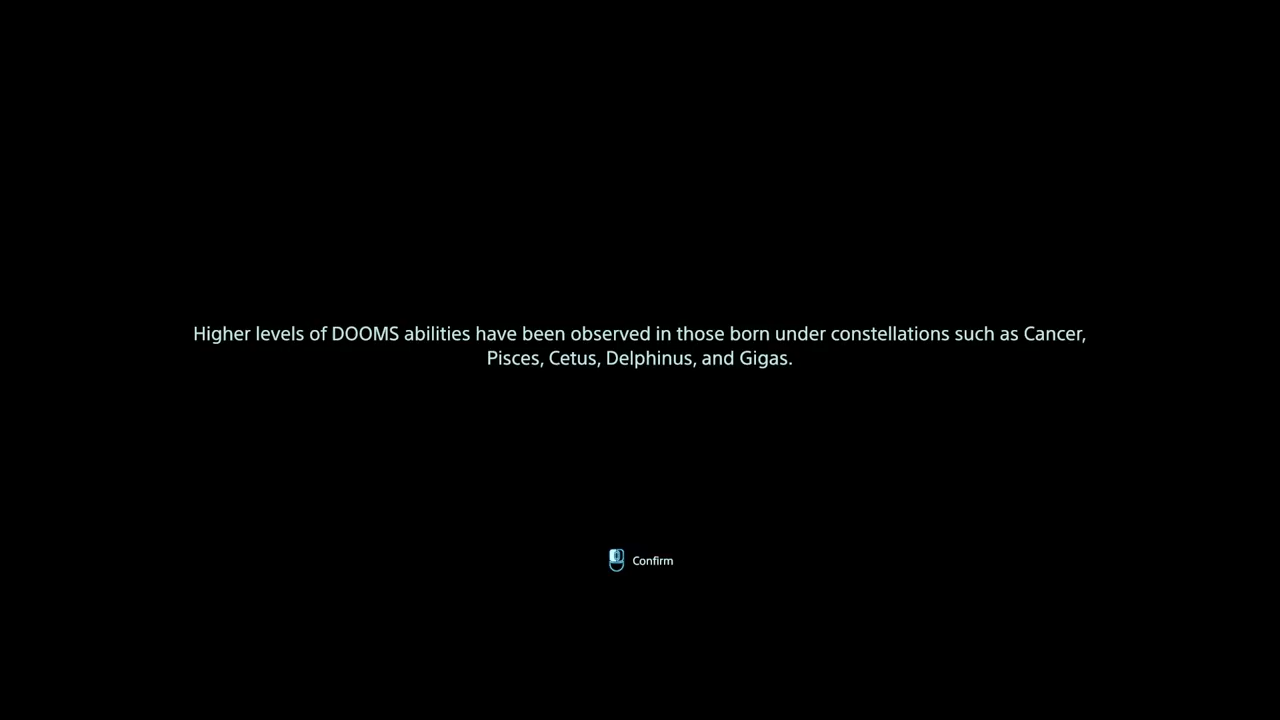 Higher levels of DOOMS abilities have been observed in those born under constellations such as Cancer,
Pisces, Cetus, Delphinus, and Gigas.
Confirm